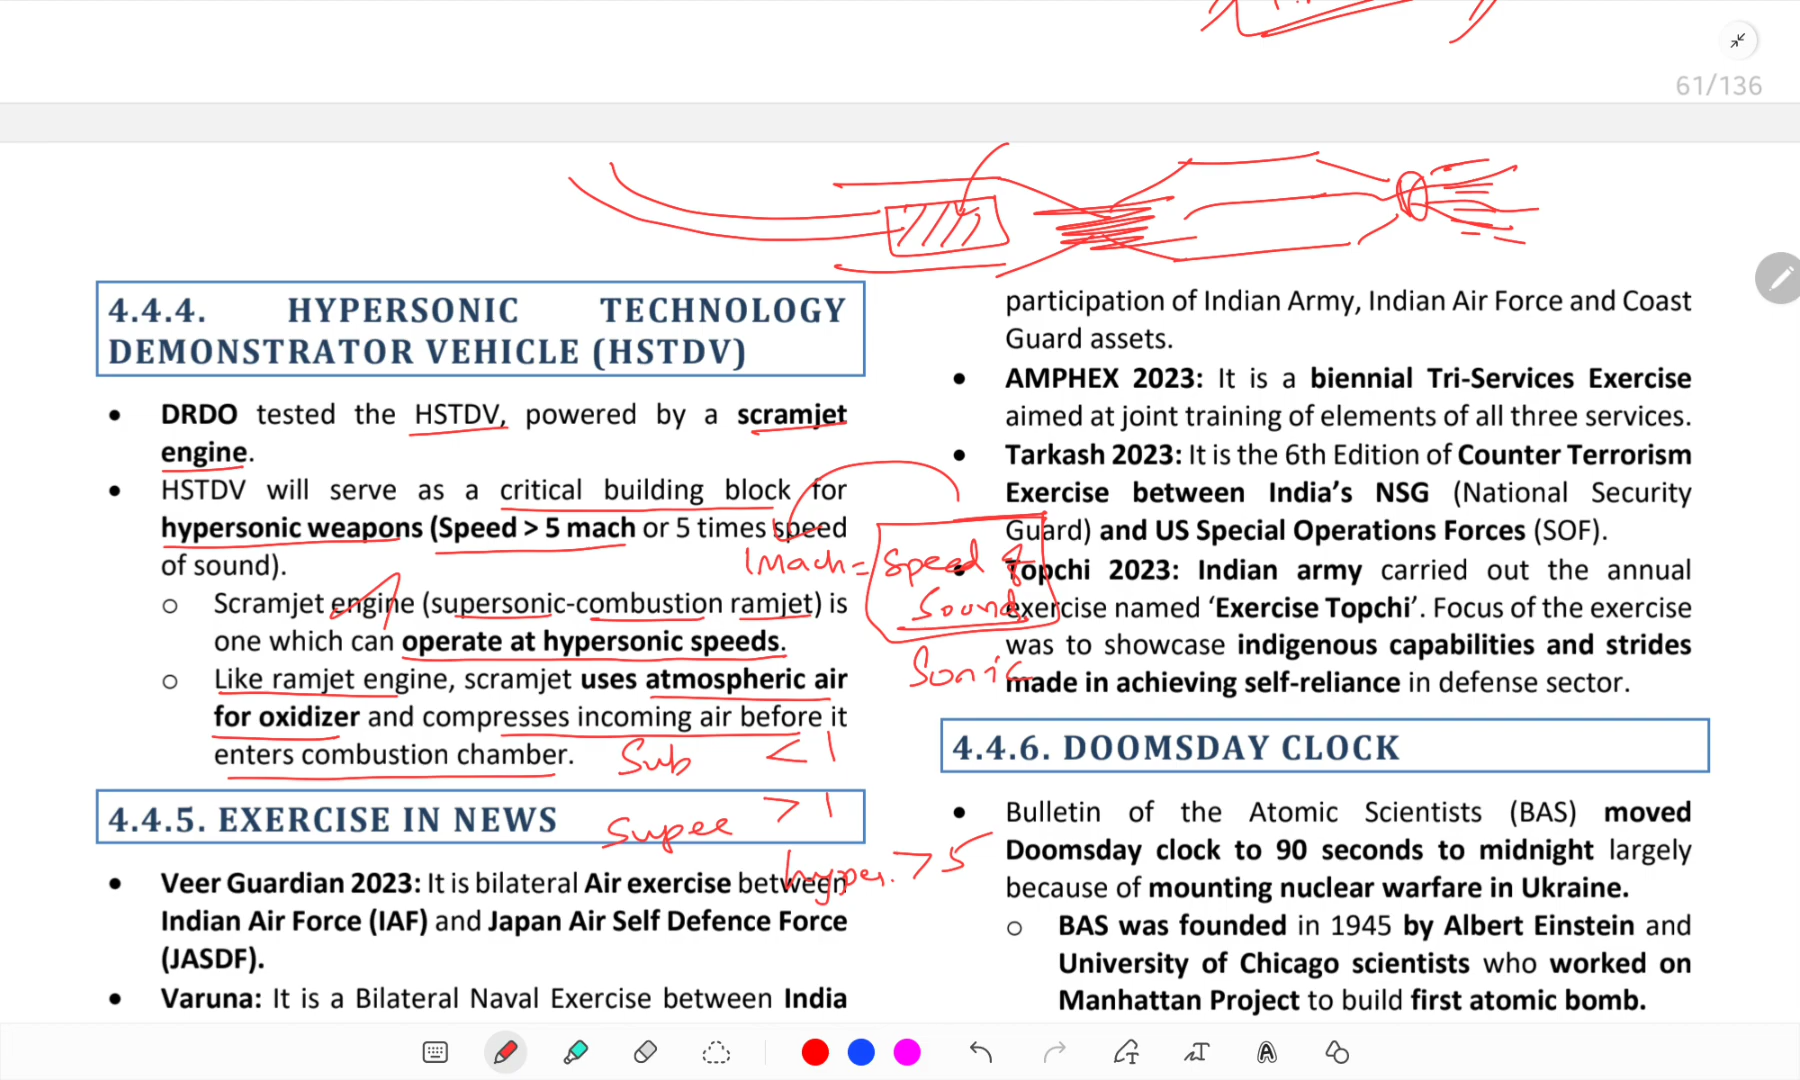 61/136
4.4.4. HYPERSONIC TECHNOLOGY
DEMONSTRATOR VEHICLE (HSTDV)
• DRDO tested the HSTDV, powered by a scramjet
engine.
• HSTDV will serve as a critical building block for
hypersonic weapons (Speed > 5 mach or 5 times speed
of sound).
o Scramjet engine (supersonic-combustion ramjet) is
one which can operate at hypersonic speeds.
o Like ramjet engine, scramjet uses atmospheric air
for oxidizer and compresses incoming air before it
enters combustion chamber.
Sub < 1
4.4.5. EXERCISE IN NEWS
Super > 1
hyper. > 5
• Veer Guardian 2023: It is bilateral Air exercise between
Indian Air Force (IAF) and Japan Air Self Defence Force
(JASDF).
• Varuna: It is a Bilateral Naval Exercise between India
1 Mach = Speed of
Sound
Sonic
participation of Indian Army, Indian Air Force and Coast
Guard assets.
• AMPHEX 2023: It is a biennial Tri-Services Exercise
aimed at joint training of elements of all three services.
• Tarkash 2023: It is the 6th Edition of Counter Terrorism
Exercise between India's NSG (National Security
Guard) and US Special Operations Forces (SOF).
• Topchi 2023: Indian army carried out the annual
exercise named ‘Exercise Topchi’. Focus of the exercise
was to showcase indigenous capabilities and strides
made in achieving self-reliance in defense sector.
4.4.6. DOOMSDAY CLOCK
• Bulletin of the Atomic Scientists (BAS) moved
Doomsday clock to 90 seconds to midnight largely
because of mounting nuclear warfare in Ukraine.
o BAS was founded in 1945 by Albert Einstein and
University of Chicago scientists who worked on
Manhattan Project to build first atomic bomb.